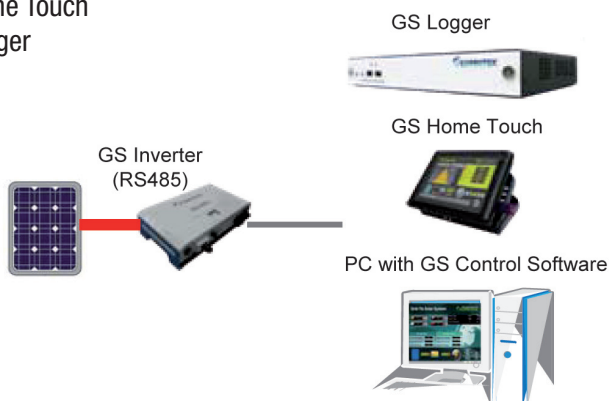 me Touch
ger
GS Logger
GS Home Touch
GS Inverter
(RS485)
PC with GS Control Software